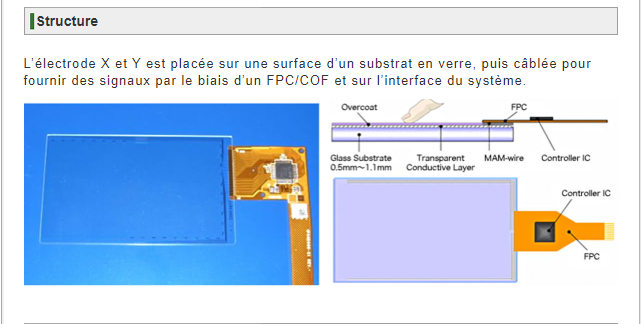 Structure
L'électrode X et Y est placée sur une surface d'un substrat en verre, puis câblée pour
fournir des signaux par le biais d'un FPC/COF et sur l'interface du système.
Overcoat
FPC
Glass Substrate
0.5mm~1.1mm
Transparent
Conductive Layer
MAM-wire
Controller IC
Controller IC
FPC